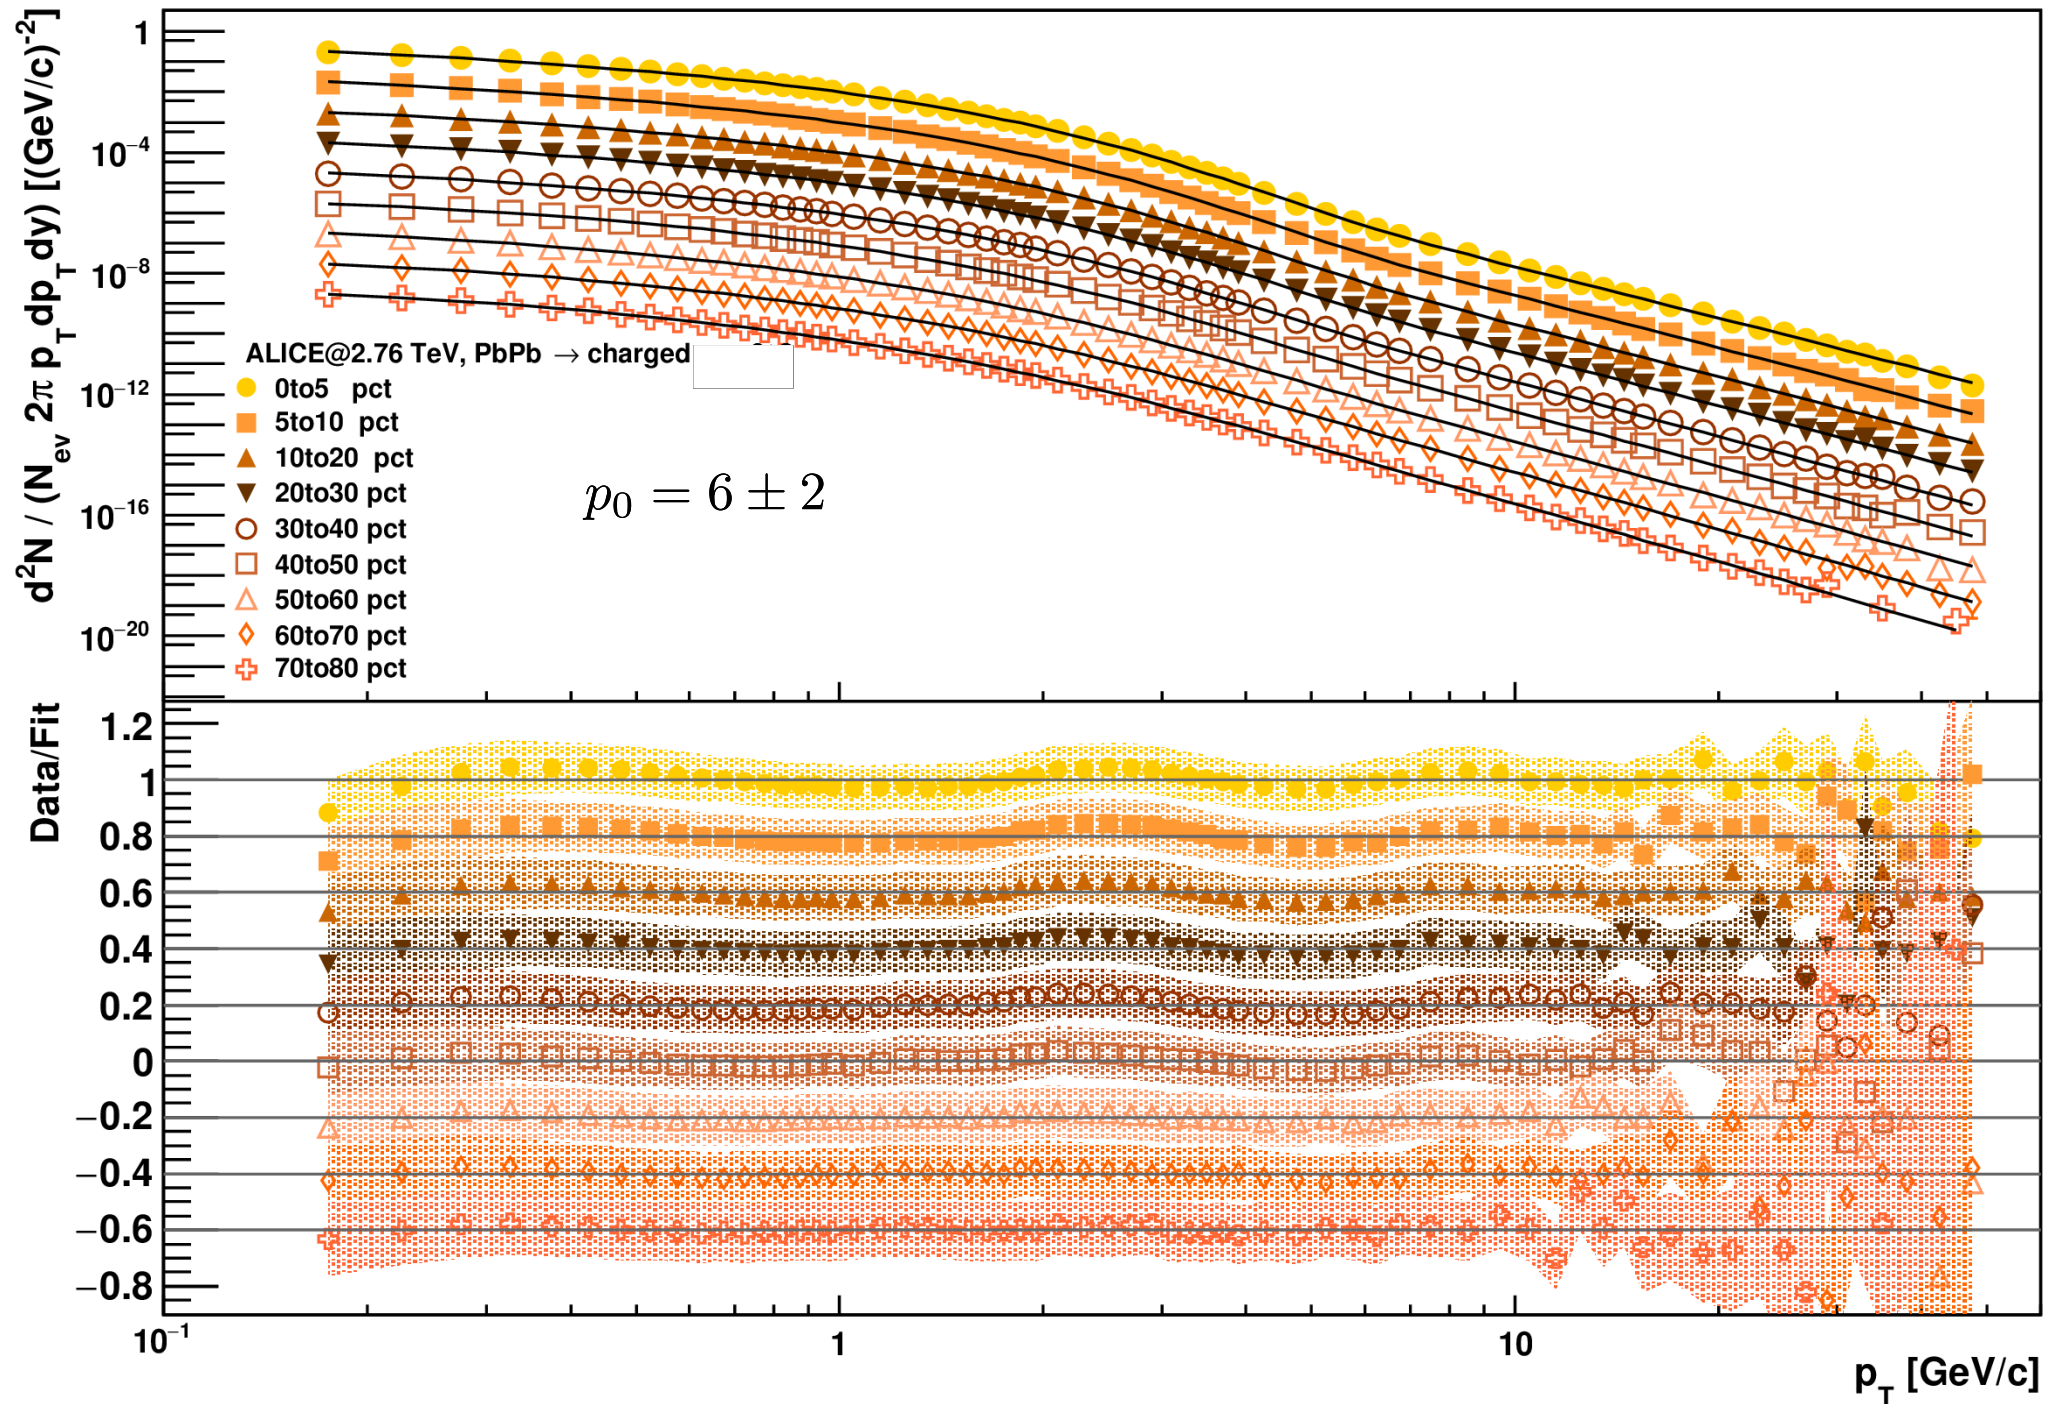 d²N / (N_ev 2π p_T dp_T dy) [(GeV/c)^-2]
1
10^−4
10^−8
10^−12
10^−16
10^−20
ALICE@2.76 TeV, PbPb → charged
0to5 pct
5to10 pct
10to20 pct
20to30 pct
30to40 pct
40to50 pct
50to60 pct
60to70 pct
70to80 pct
p₀ = 6 ± 2
Data/Fit
1.2
1
0.8
0.6
0.4
0.2
0
−0.2
−0.4
−0.6
−0.8
10^−1
1
10
p_T [GeV/c]